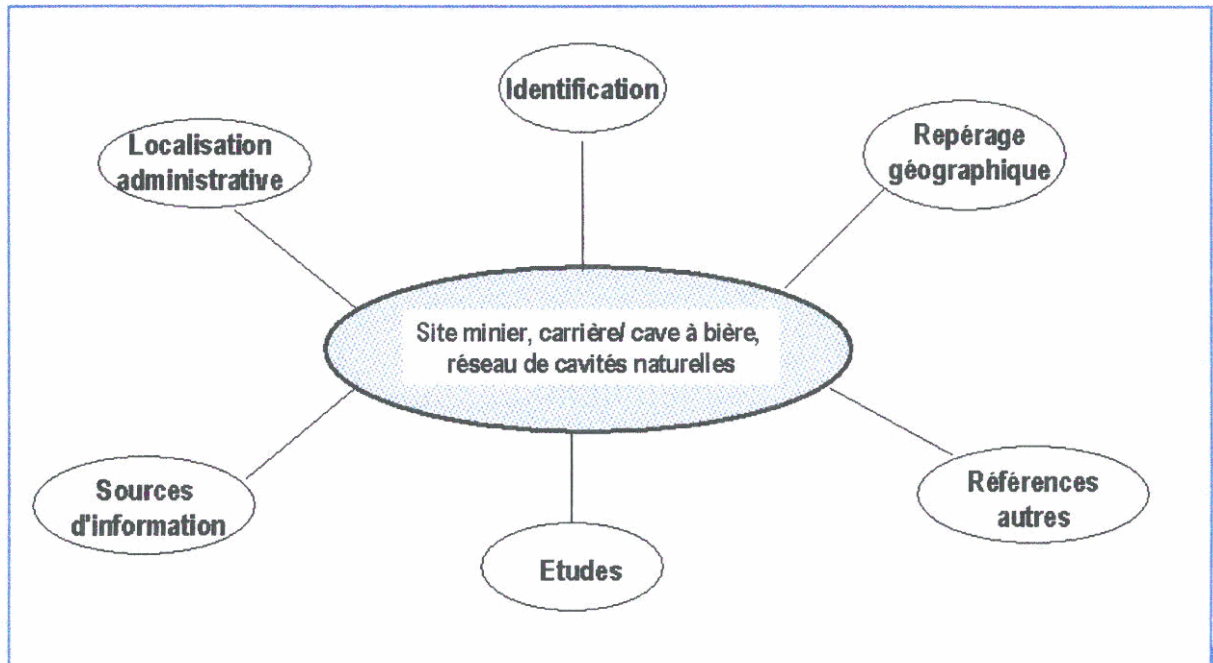 Identification
Localisation
administrative
Repérage
géographique
Site minier, carrière/ cave à bière,
réseau de cavités naturelles
Sources
d'information
Références
autres
Etudes